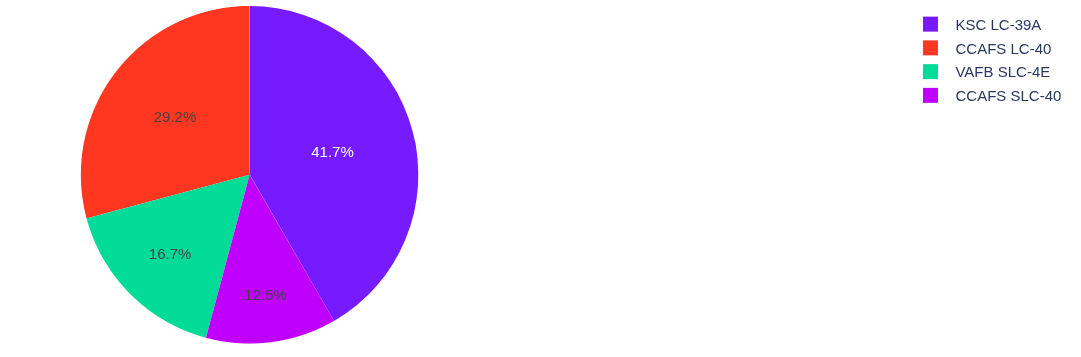 41.7%
29.2%
16.7%
12.5%
KSC LC-39A
CCAFS LC-40
VAFB SLC-4E
CCAFS SLC-40